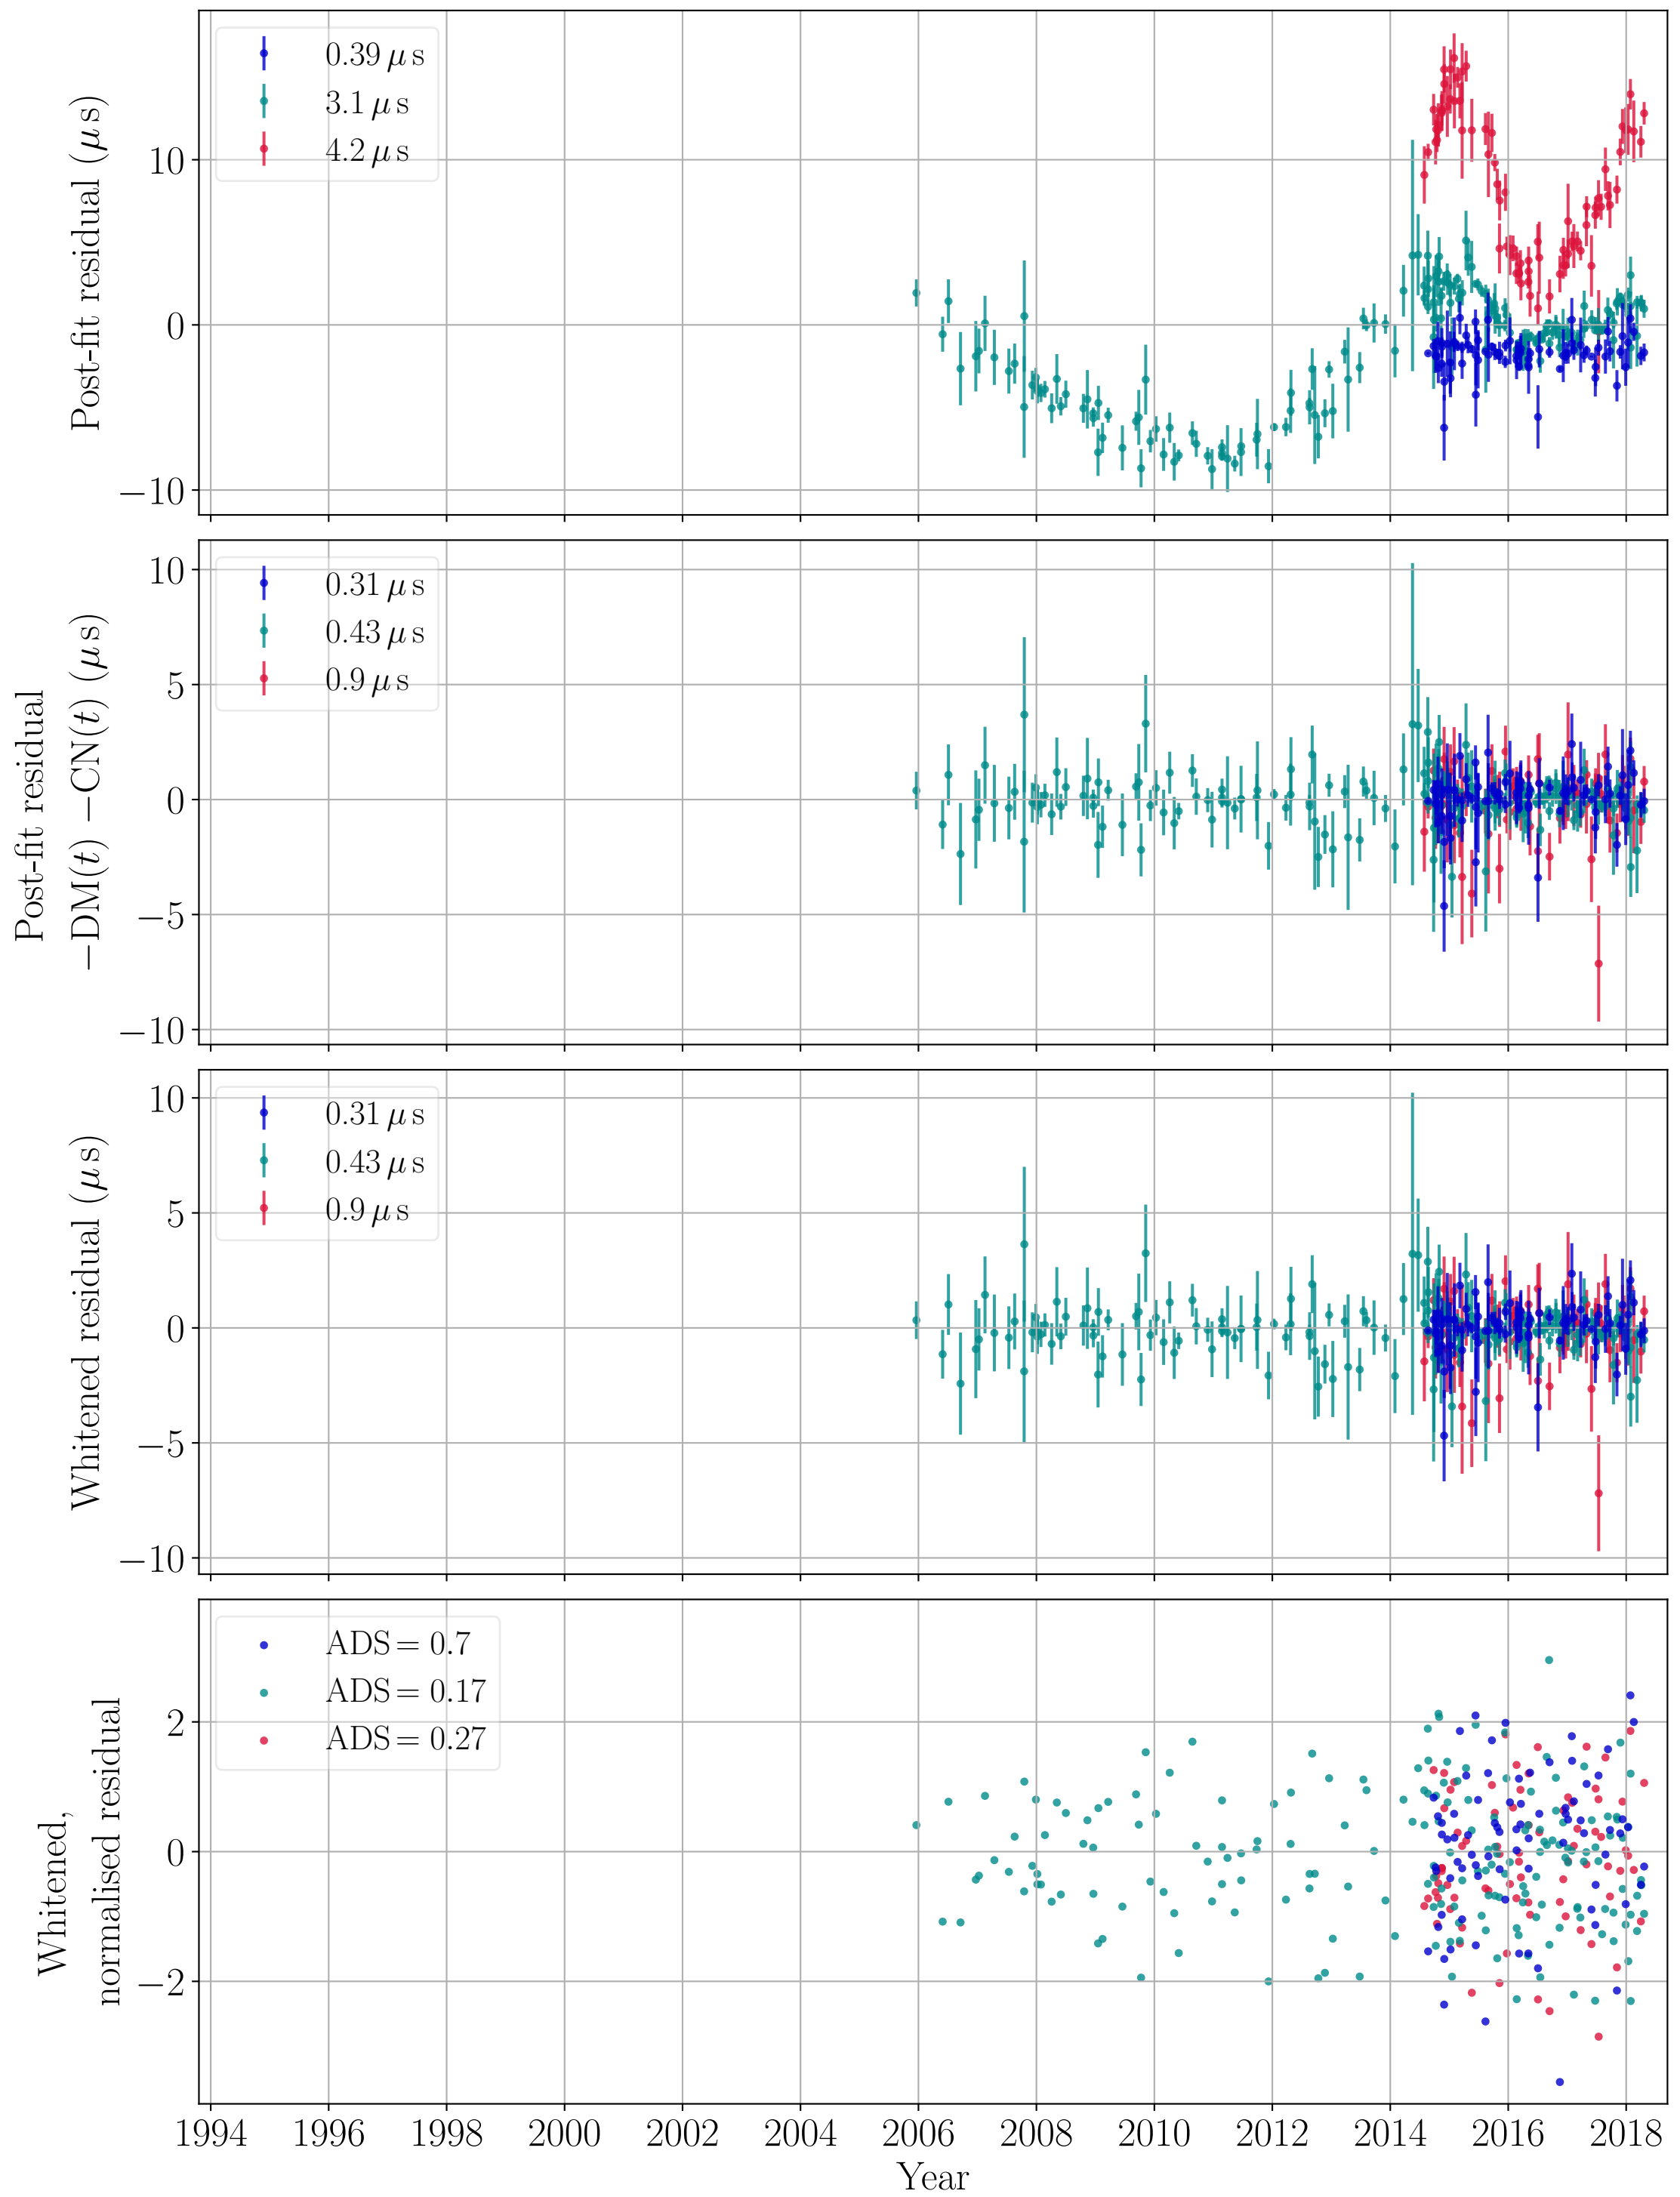 Post-fit residual (μs)
10
0
−10
0.39 μs
3.1 μs
4.2 μs
Post-fit residual
−DM(t) −CN(t) (μs)
10
5
0
−5
−10
0.31 μs
0.43 μs
0.9 μs
Whitened residual (μs)
10
5
0
−5
−10
0.31 μs
0.43 μs
0.9 μs
Whitened,
normalised residual
2
0
−2
ADS = 0.7
ADS = 0.17
ADS = 0.27
1994 1996 1998 2000 2002 2004 2006 2008 2010 2012 2014 2016 2018
Year